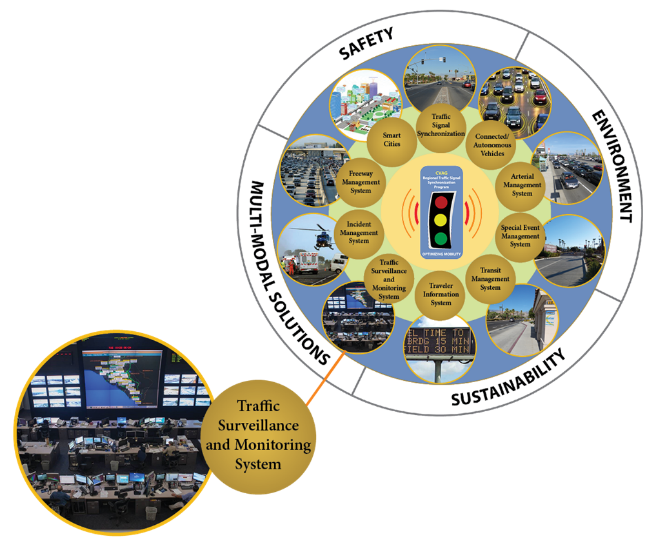 SAFETY
ENVIRONMENT
SUSTAINABILITY
MULTI-MODAL SOLUTIONS
Traffic
Signal
Synchronization
Connected/
Autonomous
Vehicles
Arterial
Management
System
Special Event
Management
System
Transit
Management
System
Traveler
Information
System
Traffic
Surveillance
and
Monitoring
System
Incident
Management
System
Freeway
Management
System
Smart
Cities
CVAG
Regional Traffic Signal
Synchronization
Program
OPTIMIZING MOBILITY
EL TIME TO
BRDG 15 MIN
FIELD 30 MIN
Traffic
Surveillance
and Monitoring
System